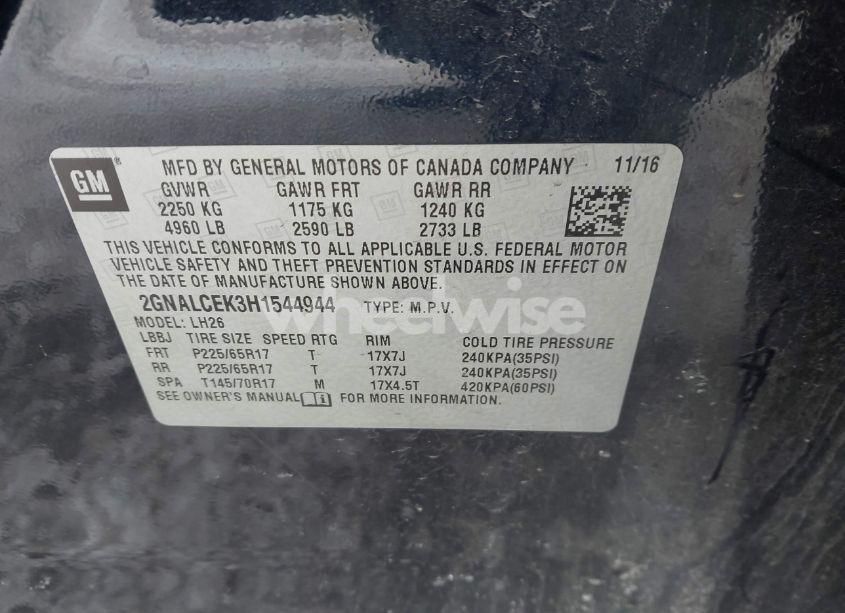 GM
MFD BY GENERAL MOTORS OF CANADA COMPANY 11/16
GVWR GAWR FRT GAWR RR
2250 KG 1175 KG 1240 KG
4960 LB 2590 LB 2733 LB
THIS VEHICLE CONFORMS TO ALL APPLICABLE U.S. FEDERAL MOTOR
VEHICLE SAFETY AND THEFT PREVENTION STANDARDS IN EFFECT ON
THE DATE OF MANUFACTURE SHOWN ABOVE.
2GNALCEK3H1544944 TYPE: M.P.V.
wheelwise
MODEL: LH26
LBBJ TIRE SIZE SPEED RTG RIM COLD TIRE PRESSURE
FRT P225/65R17 T 17X7J 240KPA(35PSI)
RR P225/65R17 T 17X7J 240KPA(35PSI)
SPA T145/70R17 M 17X4.5T 420KPA(60PSI)
SEE OWNER'S MANUAL FOR MORE INFORMATION.